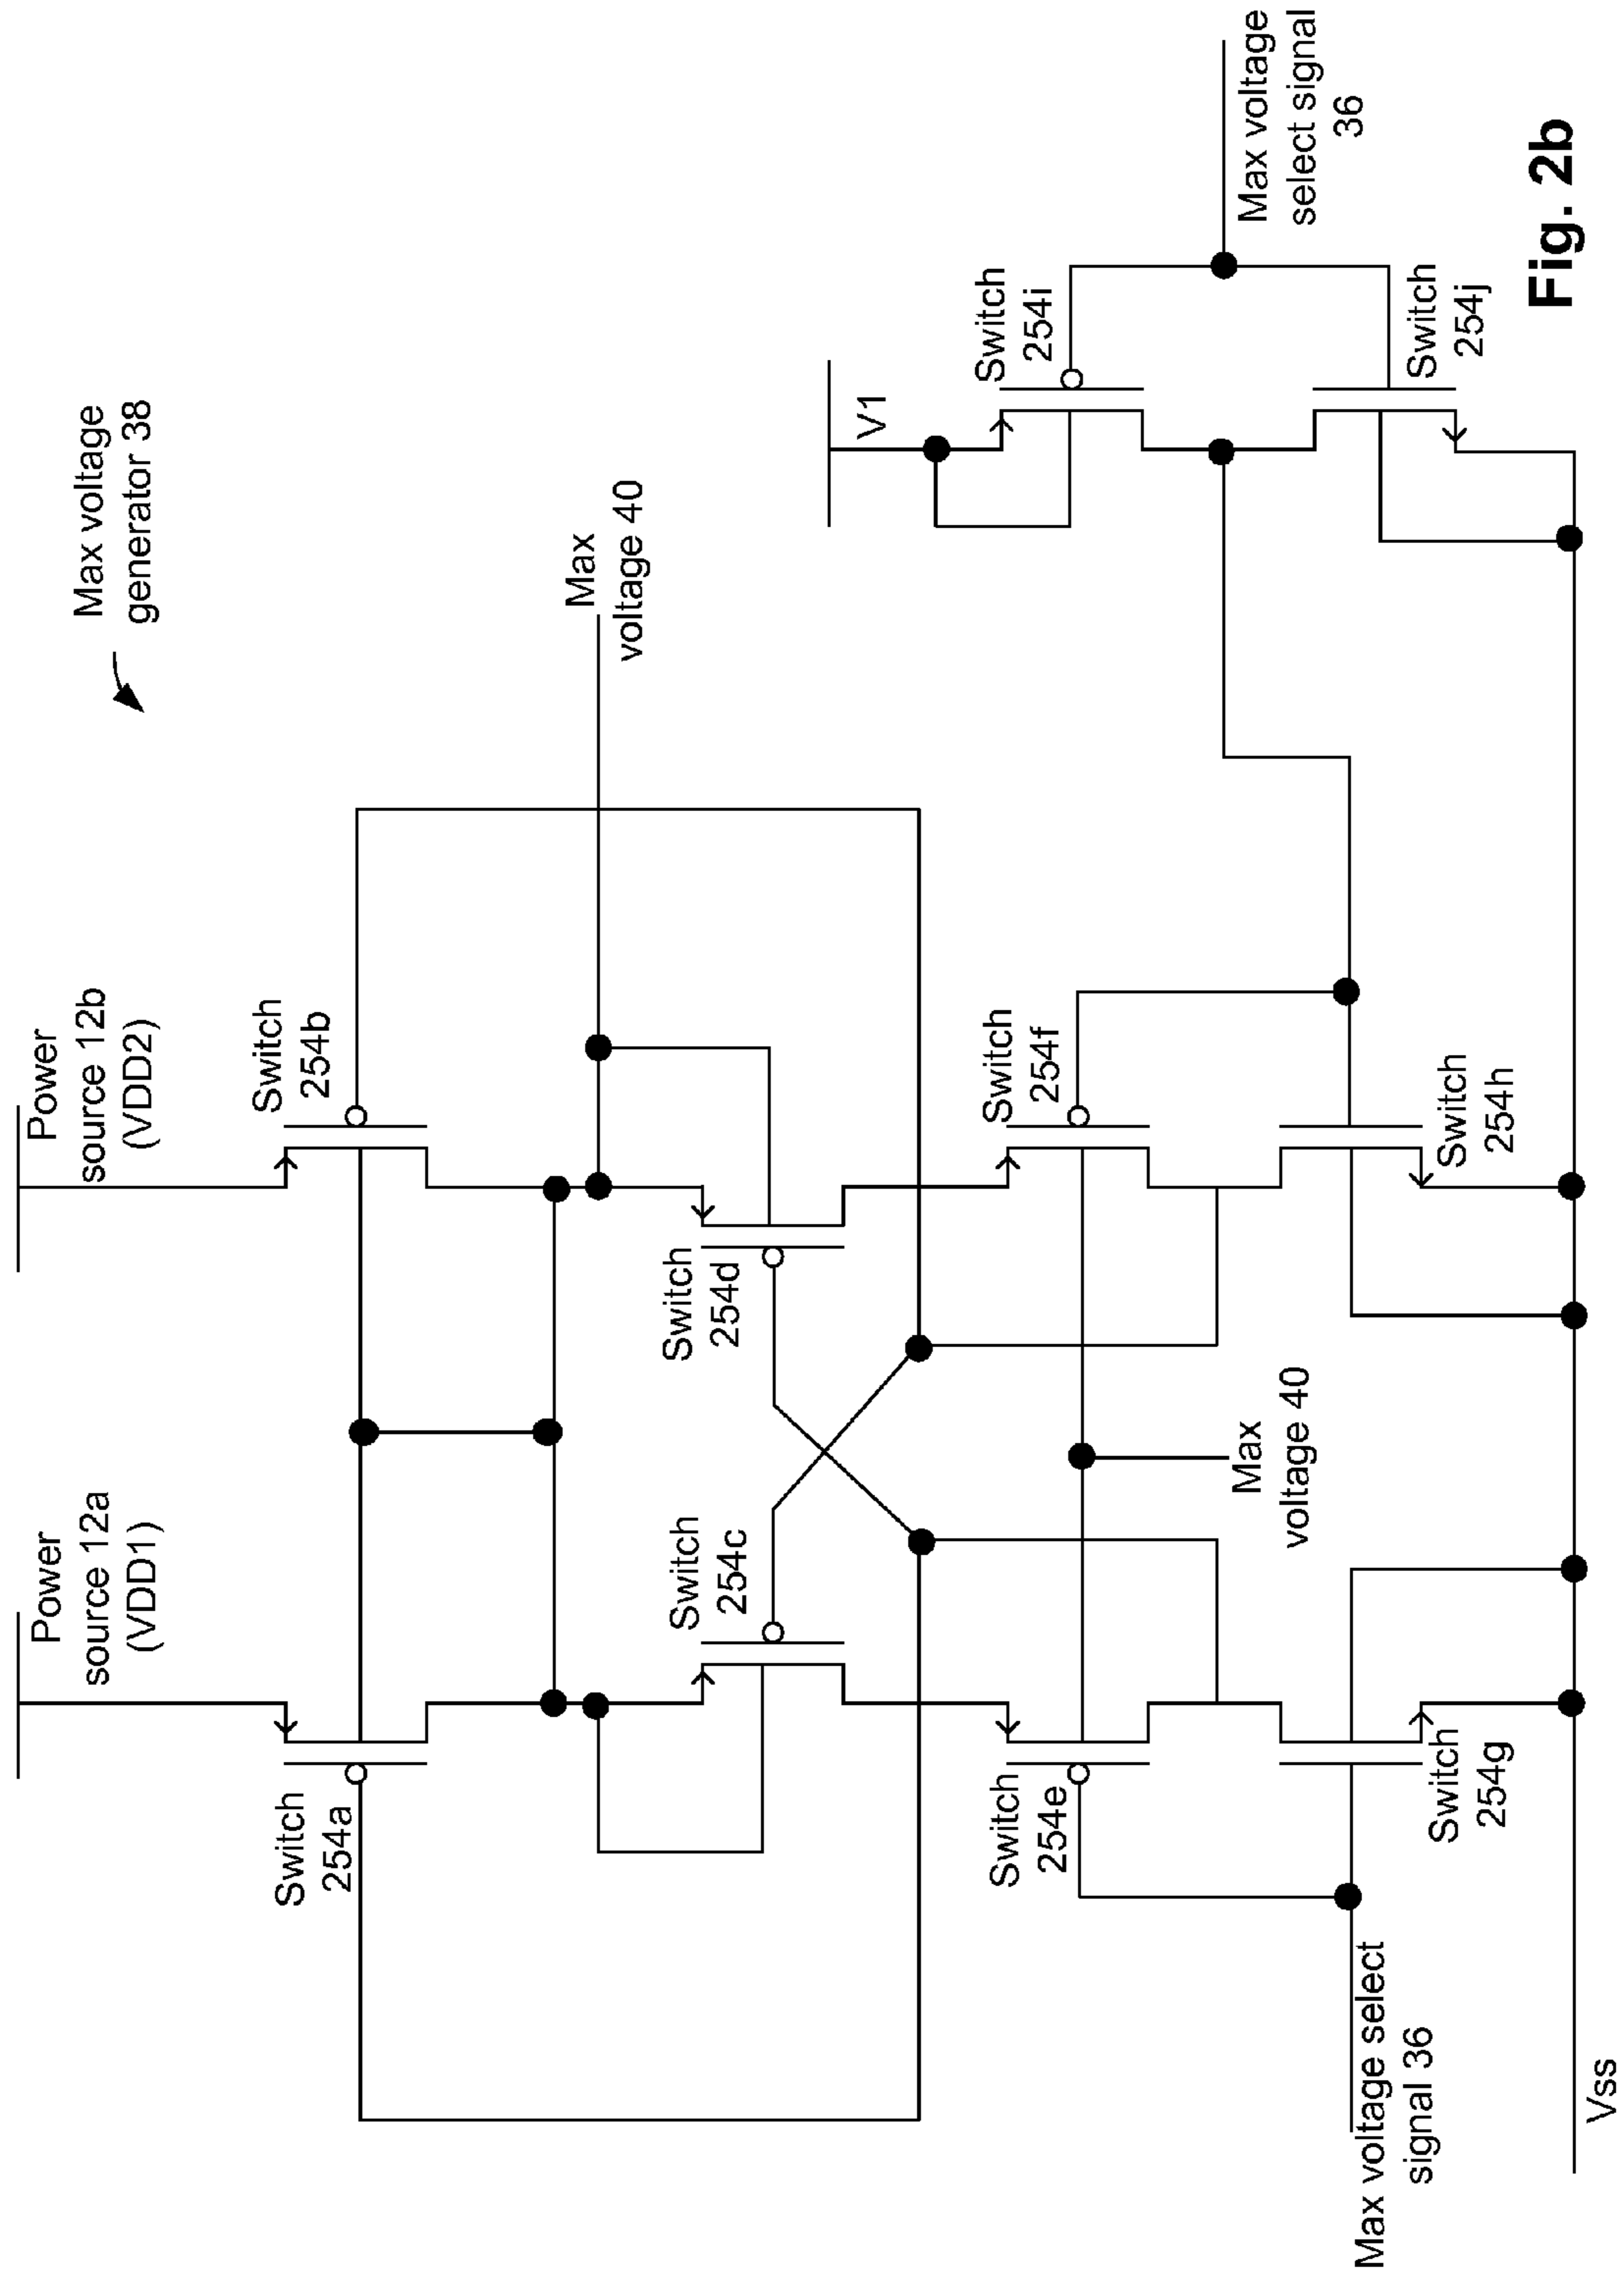 Max voltage
generator 38
Power
source 12a
(VDD1)
Power
source 12b
(VDD2)
Switch
254a
Switch
254b
Max
voltage 40
Switch
254c
Switch
254d
V1
Switch
254e
Switch
254f
Switch
254i
Max voltage
select signal
36
Max
voltage 40
Max voltage select
signal 36
Switch
254g
Switch
254h
Switch
254j
Vss
Fig. 2b